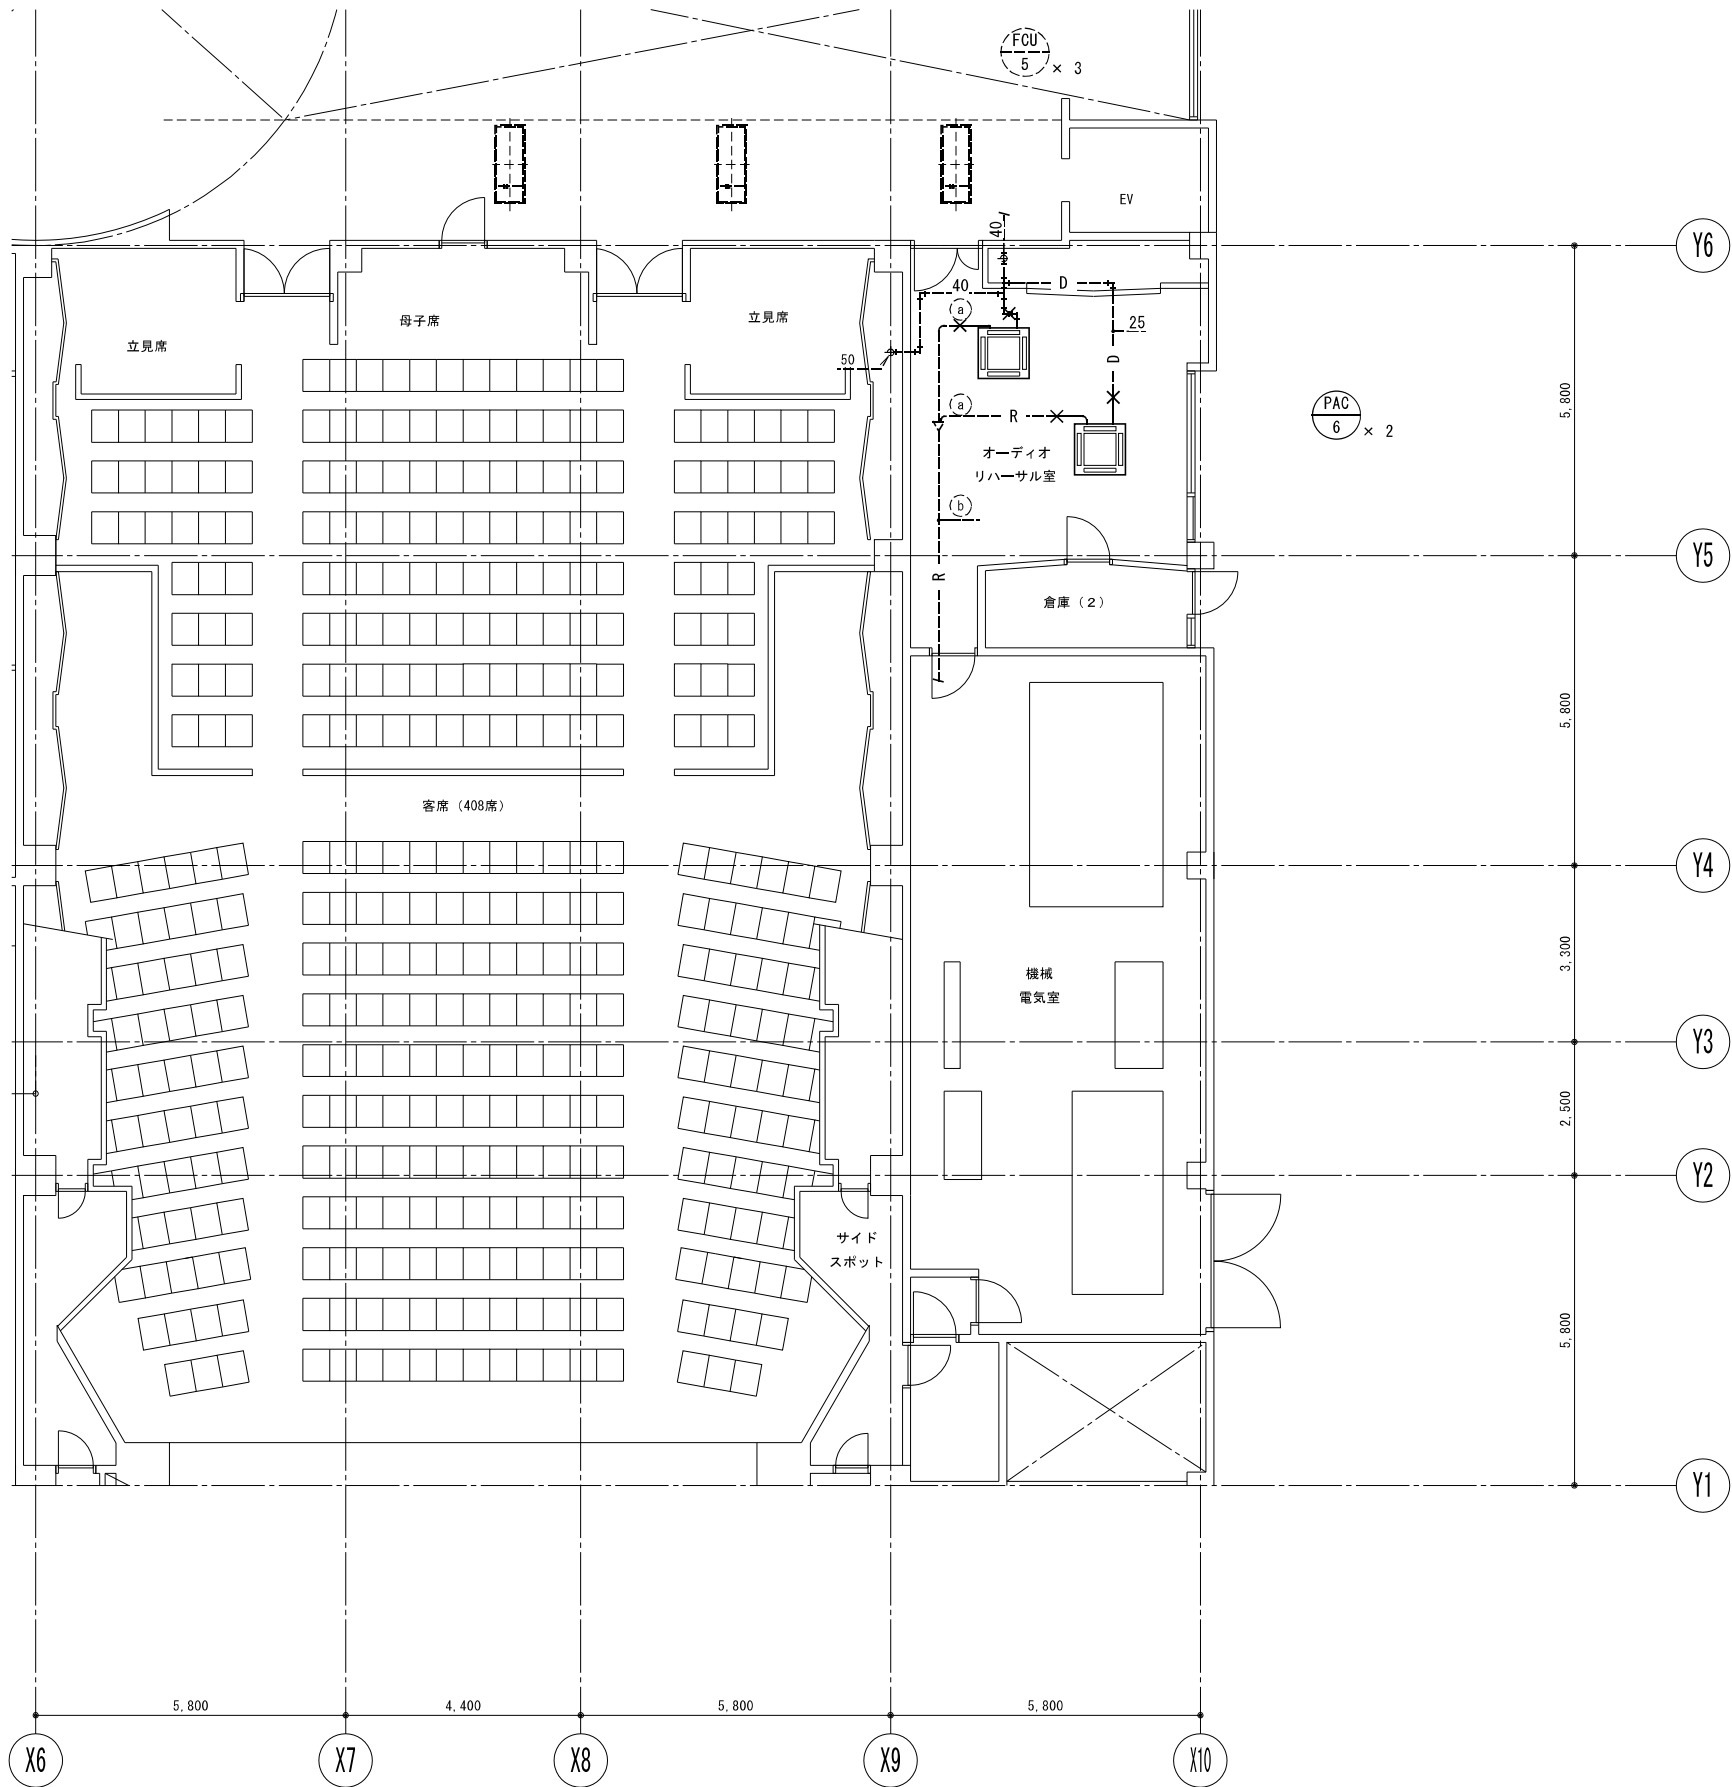 FCU
5 × 3
EV
40
Y6
D
40
a
25
母子席
立見席
立見席
50
D
PAC
6 × 2
5,800
a
R
オーディオ
リハーサル室
b
Y5
R
倉庫（２）
5,800
客席（408席）
Y4
3,300
機械
電気室
Y3
2,500
Y2
サイド
スポット
5,800
Y1
5,800
4,400
5,800
5,800
X6
X7
X8
X9
X10